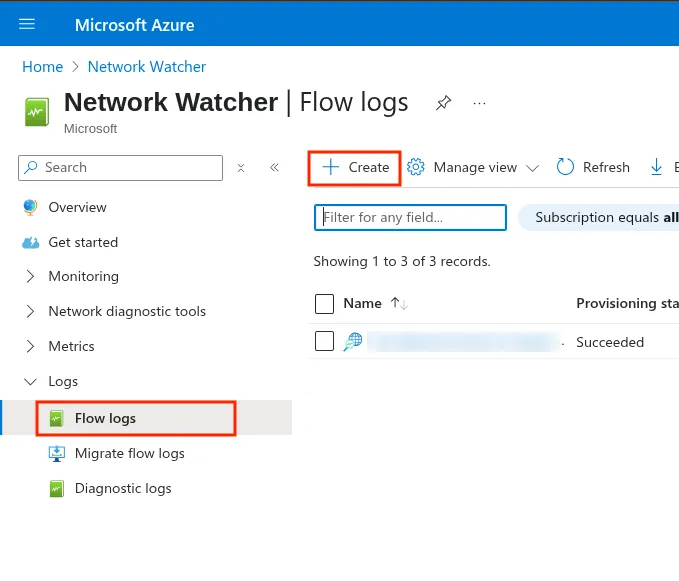 Microsoft Azure
Home > Network Watcher
Network Watcher | Flow logs
Microsoft
Search
Create Manage view Refresh
Overview
Get started
Monitoring
Network diagnostic tools
Metrics
Logs
Flow logs
Migrate flow logs
Diagnostic logs
Filter for any field...
Subscription equals all
Showing 1 to 3 of 3 records.
Name Provisioning sta
Succeeded